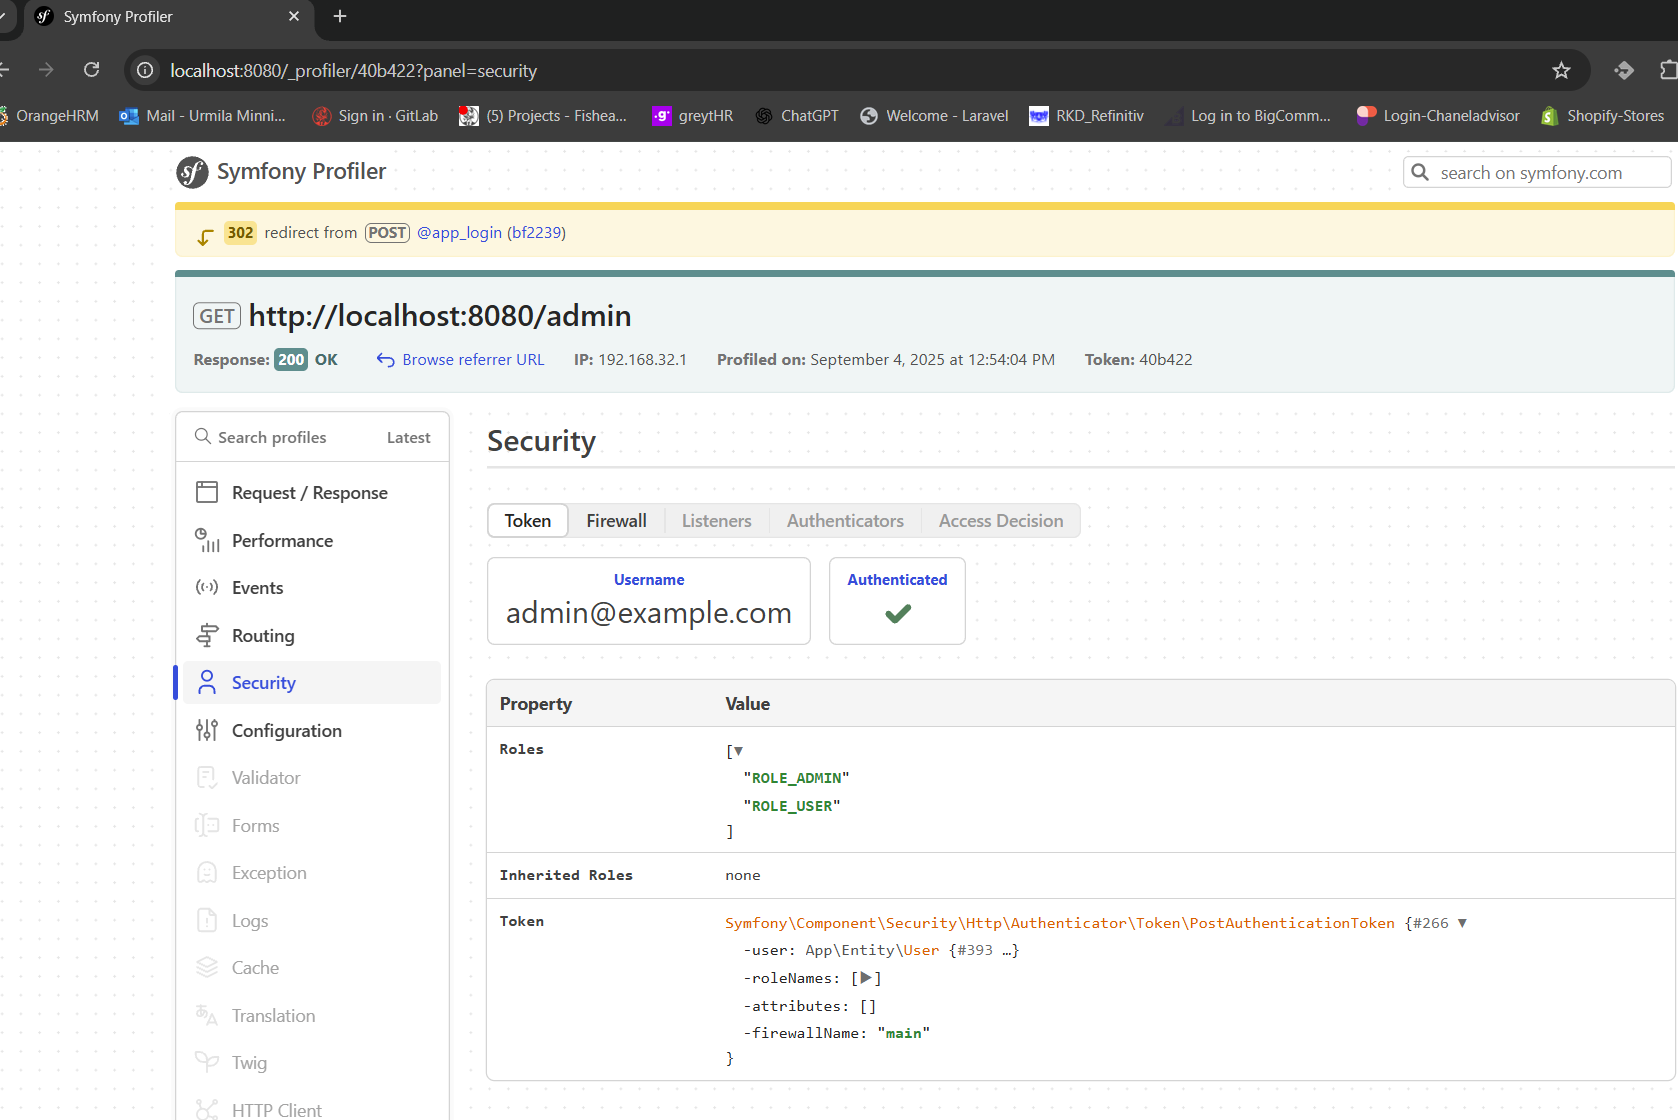 Symfony Profiler
localhost:8080/_profiler/40b422?panel=security
OrangeHRM
Mail - Urmila Minni...
Sign in · GitLab
(5) Projects - Fishea...
greytHR
ChatGPT
Welcome - Laravel
RKD_Refinitiv
Log in to BigComm...
Login-Chaneladvisor
Shopify-Stores
Symfony Profiler
search on symfony.com
302 redirect from POST @app_login (bf2239)
GET http://localhost:8080/admin
Response: 200 OK Browse referrer URL IP: 192.168.32.1 Profiled on: September 4, 2025 at 12:54:04 PM Token: 40b422
Search profiles Latest
Request / Response
Performance
Events
Routing
Security
Configuration
Validator
Forms
Exception
Logs
Cache
Translation
Twig
HTTP Client
Security
Token Firewall Listeners Authenticators Access Decision
Username
admin@example.com
Authenticated
Property Value
Roles [▼
"ROLE_ADMIN"
"ROLE_USER"
]
Inherited Roles none
Token Symfony\Component\Security\Http\Authenticator\Token\PostAuthenticationToken {#266 ▼
-user: App\Entity\User {#393 …}
-roleNames: [▶]
-attributes: []
-firewallName: "main"
}